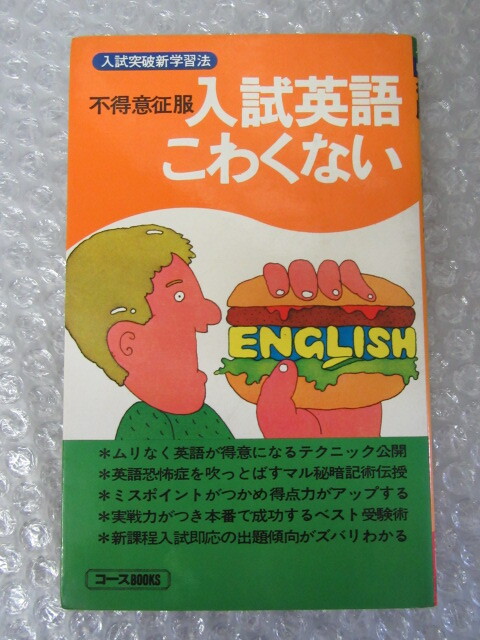 入試突破新学習法
不得意征服 入試英語
こわくない
ENGLISH
*ムリなく英語が得意になるテクニック公開
*英語恐怖症を吹っとばすマル秘暗記術伝授
*ミスポイントがつかめ得点力がアップする
*実戦力がつき本番で成功するベスト受験術
*新課程入試即応の出題傾向がズバリわかる
コースBOOKS